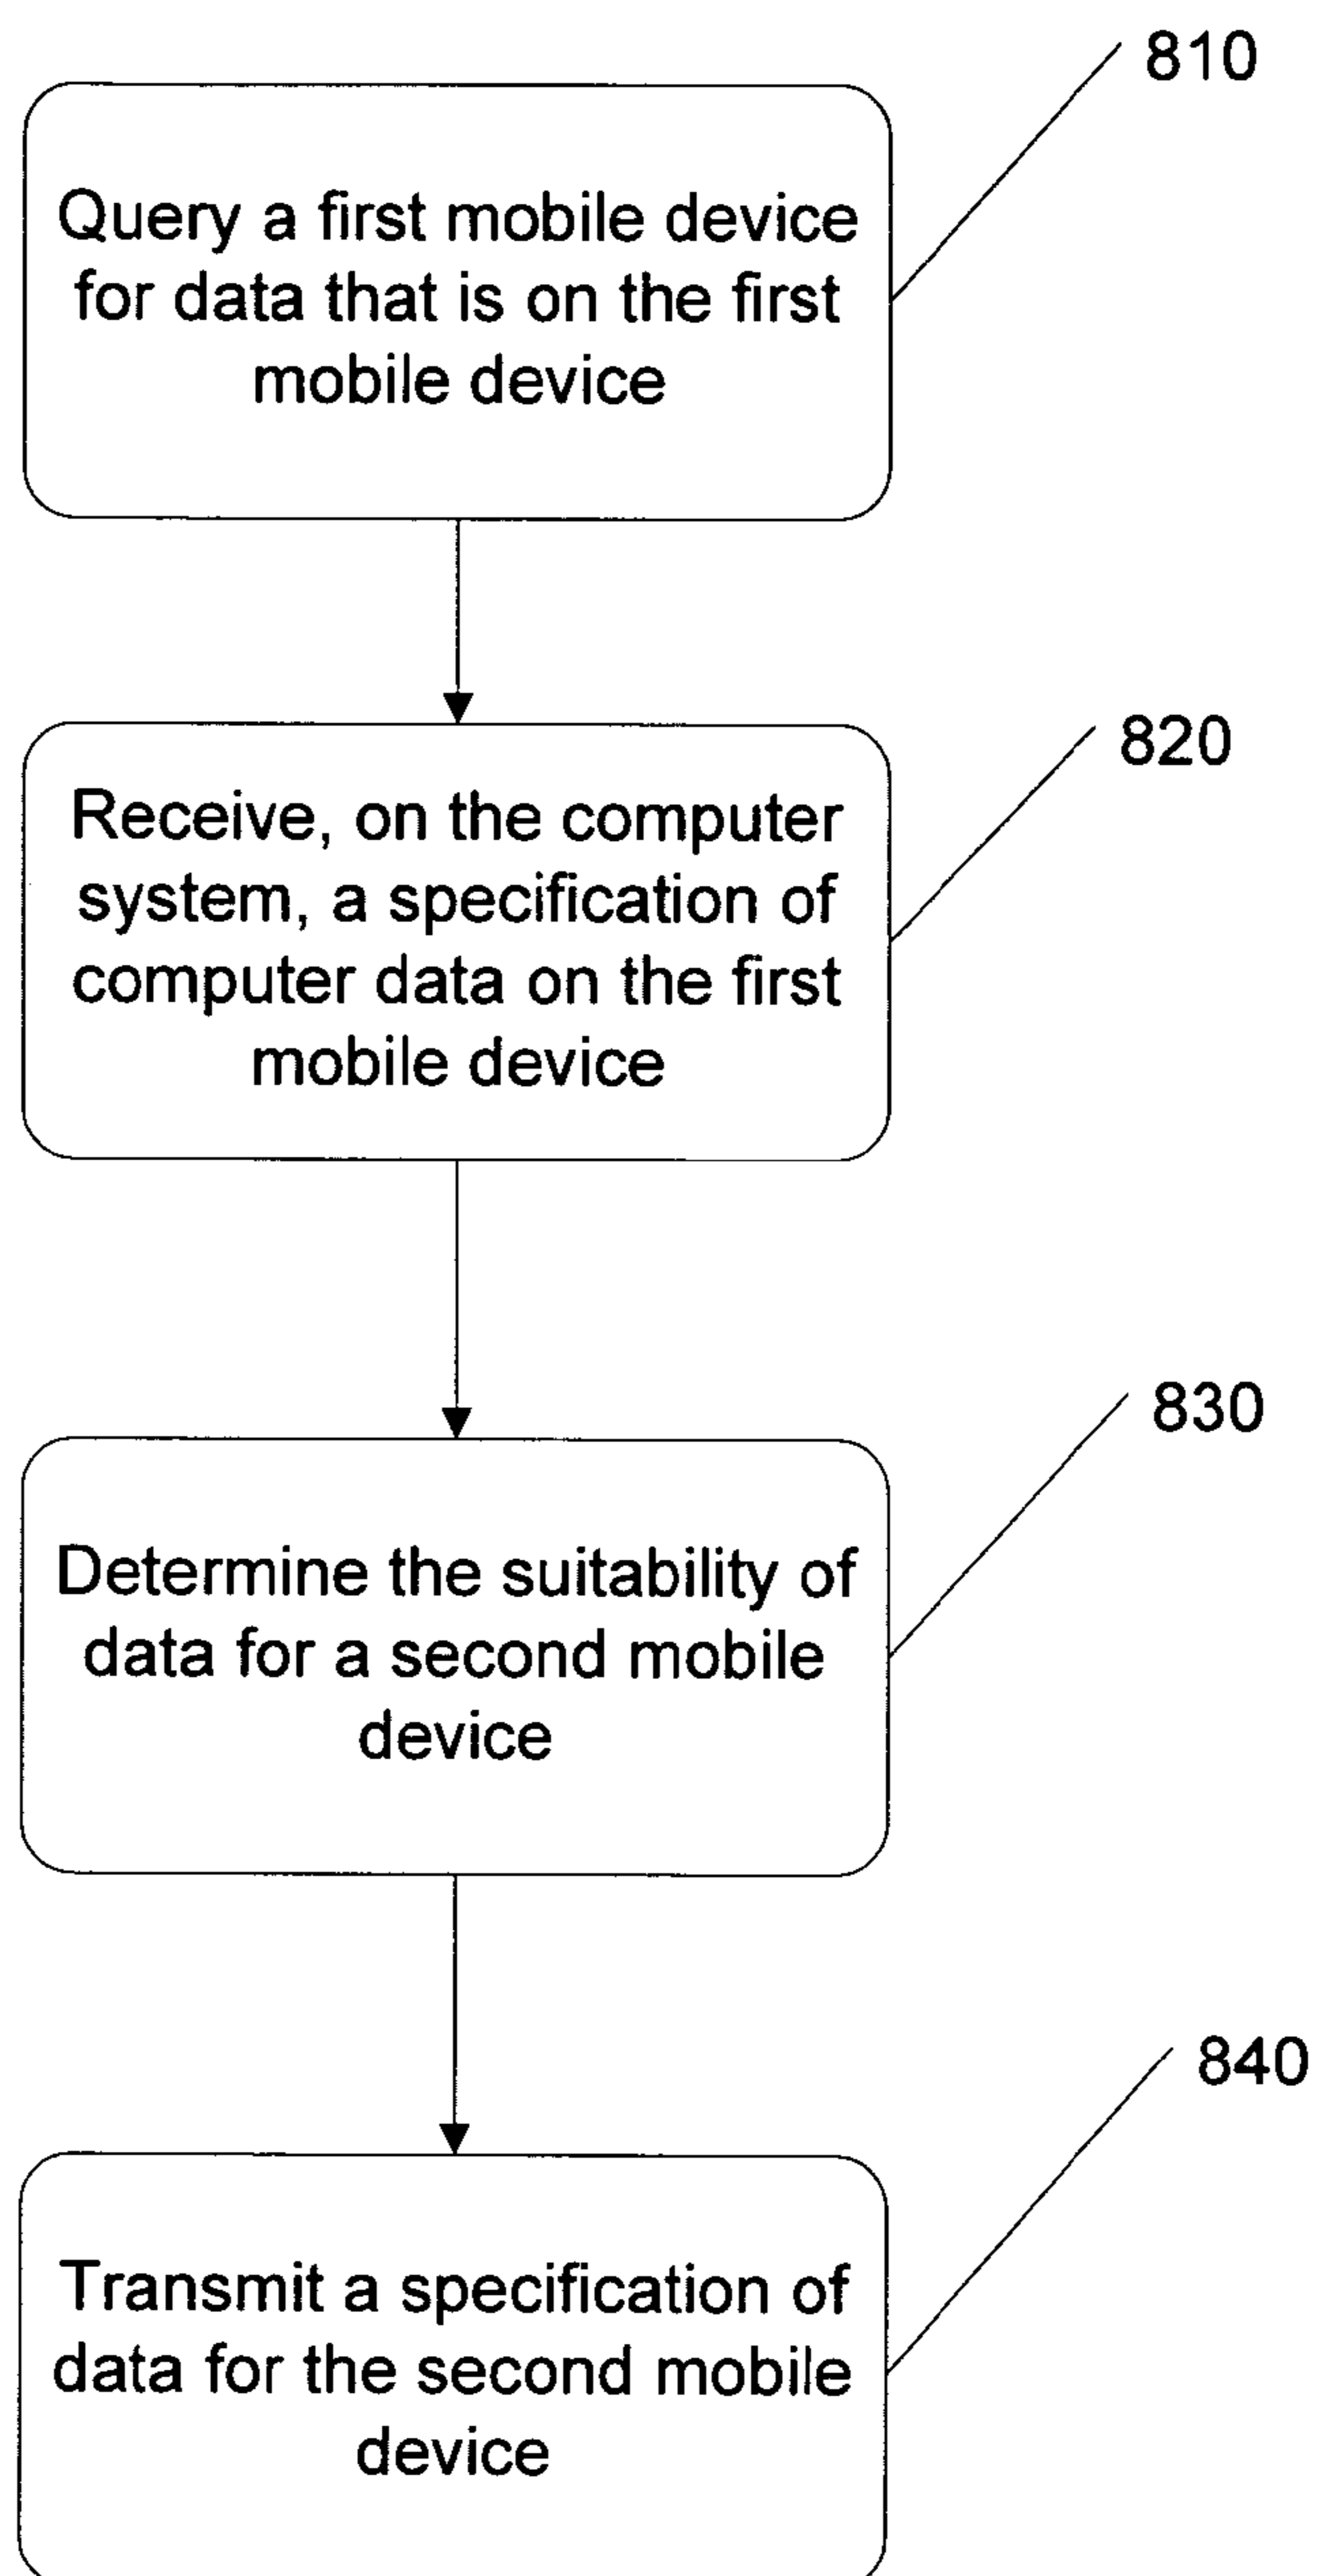 810
Query a first mobile device
for data that is on the first
mobile device
820
Receive, on the computer
system, a specification of
computer data on the first
mobile device
830
Determine the suitability of
data for a second mobile
device
840
Transmit a specification of
data for the second mobile
device